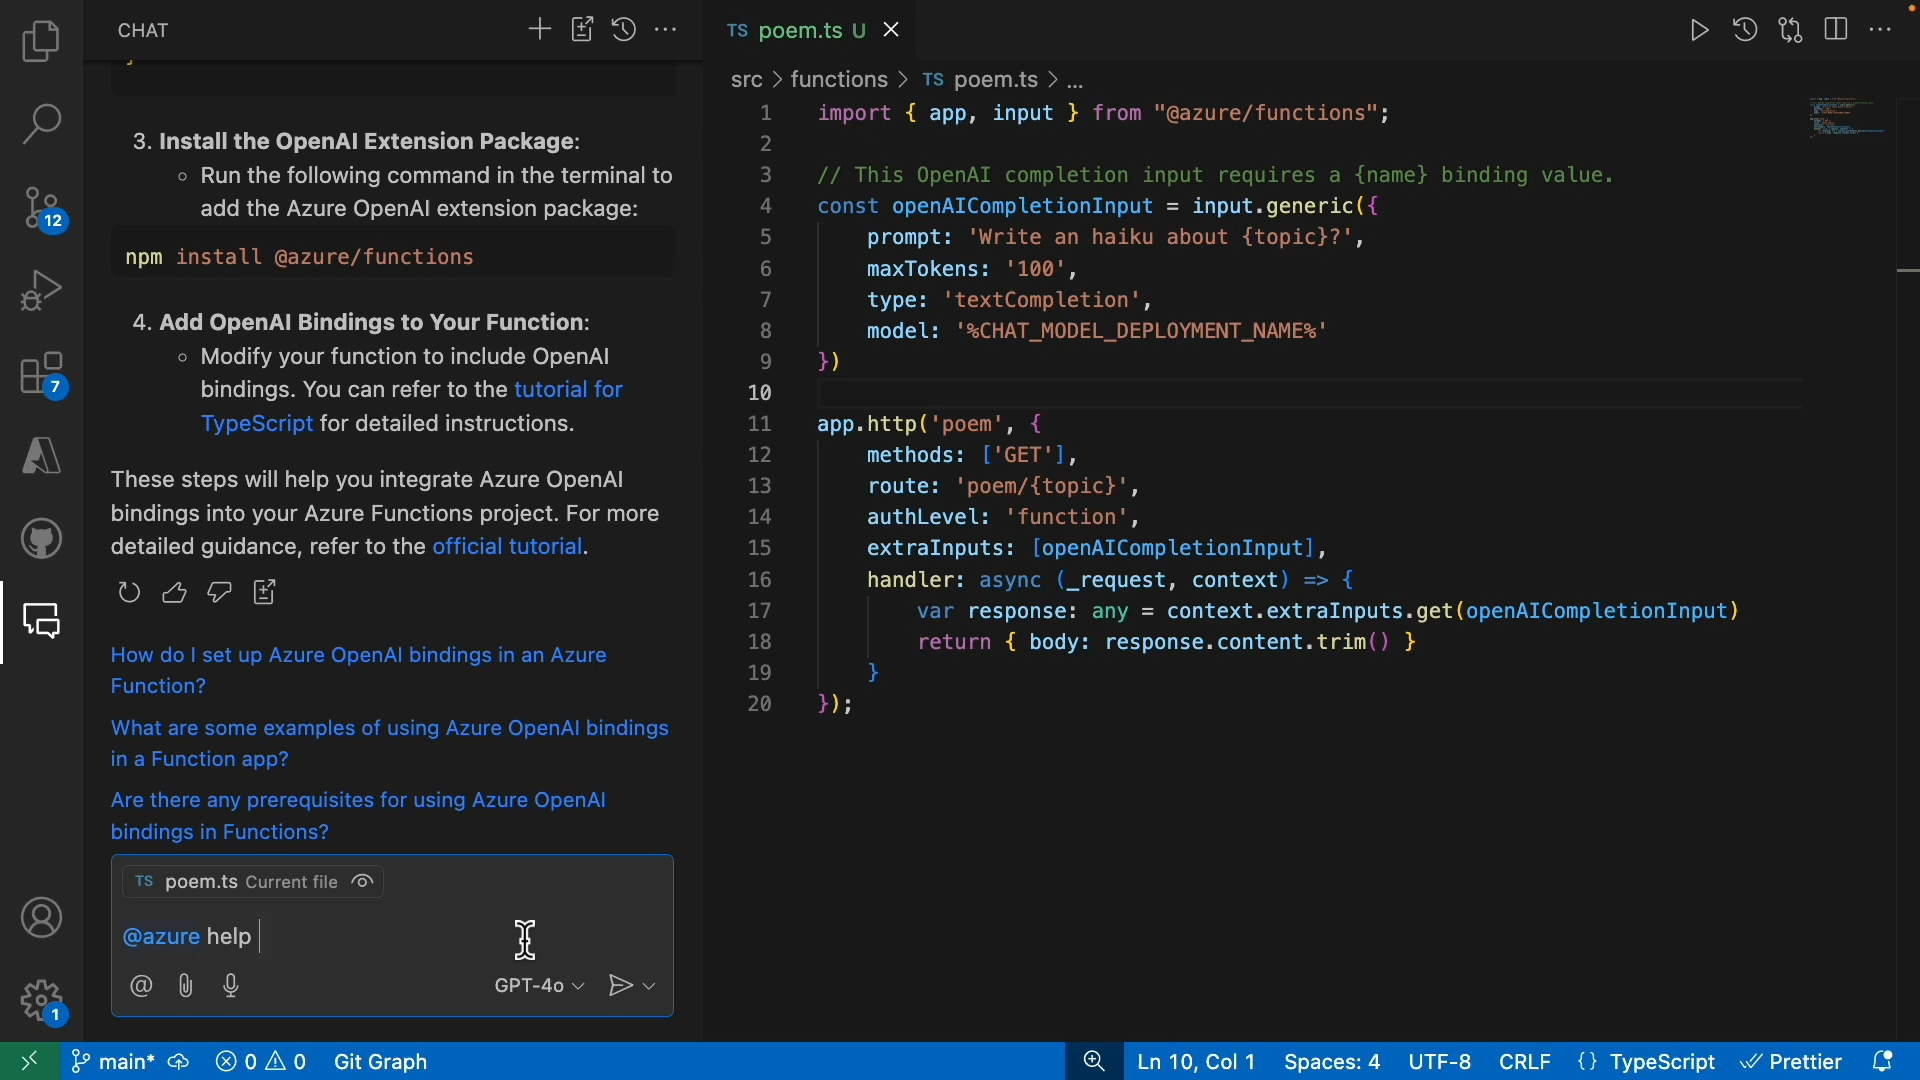 CHAT
3. Install the OpenAI Extension Package:
Run the following command in the terminal to
add the Azure OpenAI extension package:
npm install @azure/functions
4. Add OpenAI Bindings to Your Function:
Modify your function to include OpenAI
bindings. You can refer to the tutorial for
TypeScript for detailed instructions.
These steps will help you integrate Azure OpenAI
bindings into your Azure Functions project. For more
detailed guidance, refer to the official tutorial.
How do I set up Azure OpenAI bindings in an Azure
Function?
What are some examples of using Azure OpenAI bindings
in a Function app?
Are there any prerequisites for using Azure OpenAI
bindings in Functions?
TS poem.ts Current file
@azure help
GPT-4o
12
7
1
TS poem.ts U
src > functions > TS poem.ts > ...
1 import { app, input } from "@azure/functions";
2
3 // This OpenAI completion input requires a {name} binding value.
4 const openAICompletionInput = input.generic({
5 prompt: 'Write an haiku about {topic}?',
6 maxTokens: '100',
7 type: 'textCompletion',
8 model: '%CHAT_MODEL_DEPLOYMENT_NAME%'
9 })
10
11 app.http('poem', {
12 methods: ['GET'],
13 route: 'poem/{topic}',
14 authLevel: 'function',
15 extraInputs: [openAICompletionInput],
16 handler: async (_request, context) => {
17 var response: any = context.extraInputs.get(openAICompletionInput)
18 return { body: response.content.trim() }
19 }
20 });
main* 0 0 Git Graph Ln 10, Col 1 Spaces: 4 UTF-8 CRLF {} TypeScript Prettier